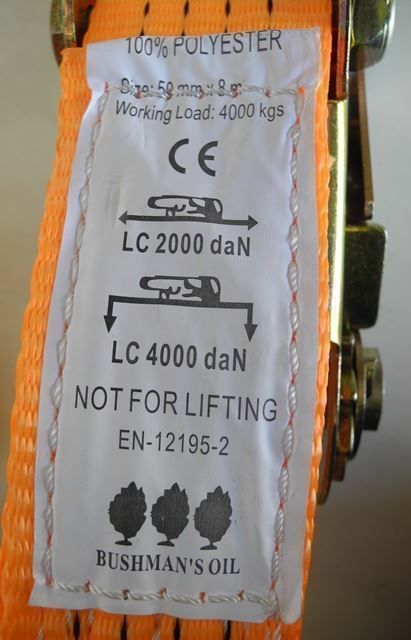 100% POLYESTER
Size: 50 mm x 8 m
Working Load: 4000 kgs
CE
LC 2000 daN
LC 4000 daN
NOT FOR LIFTING
EN-12195-2
BUSHMAN'S OIL